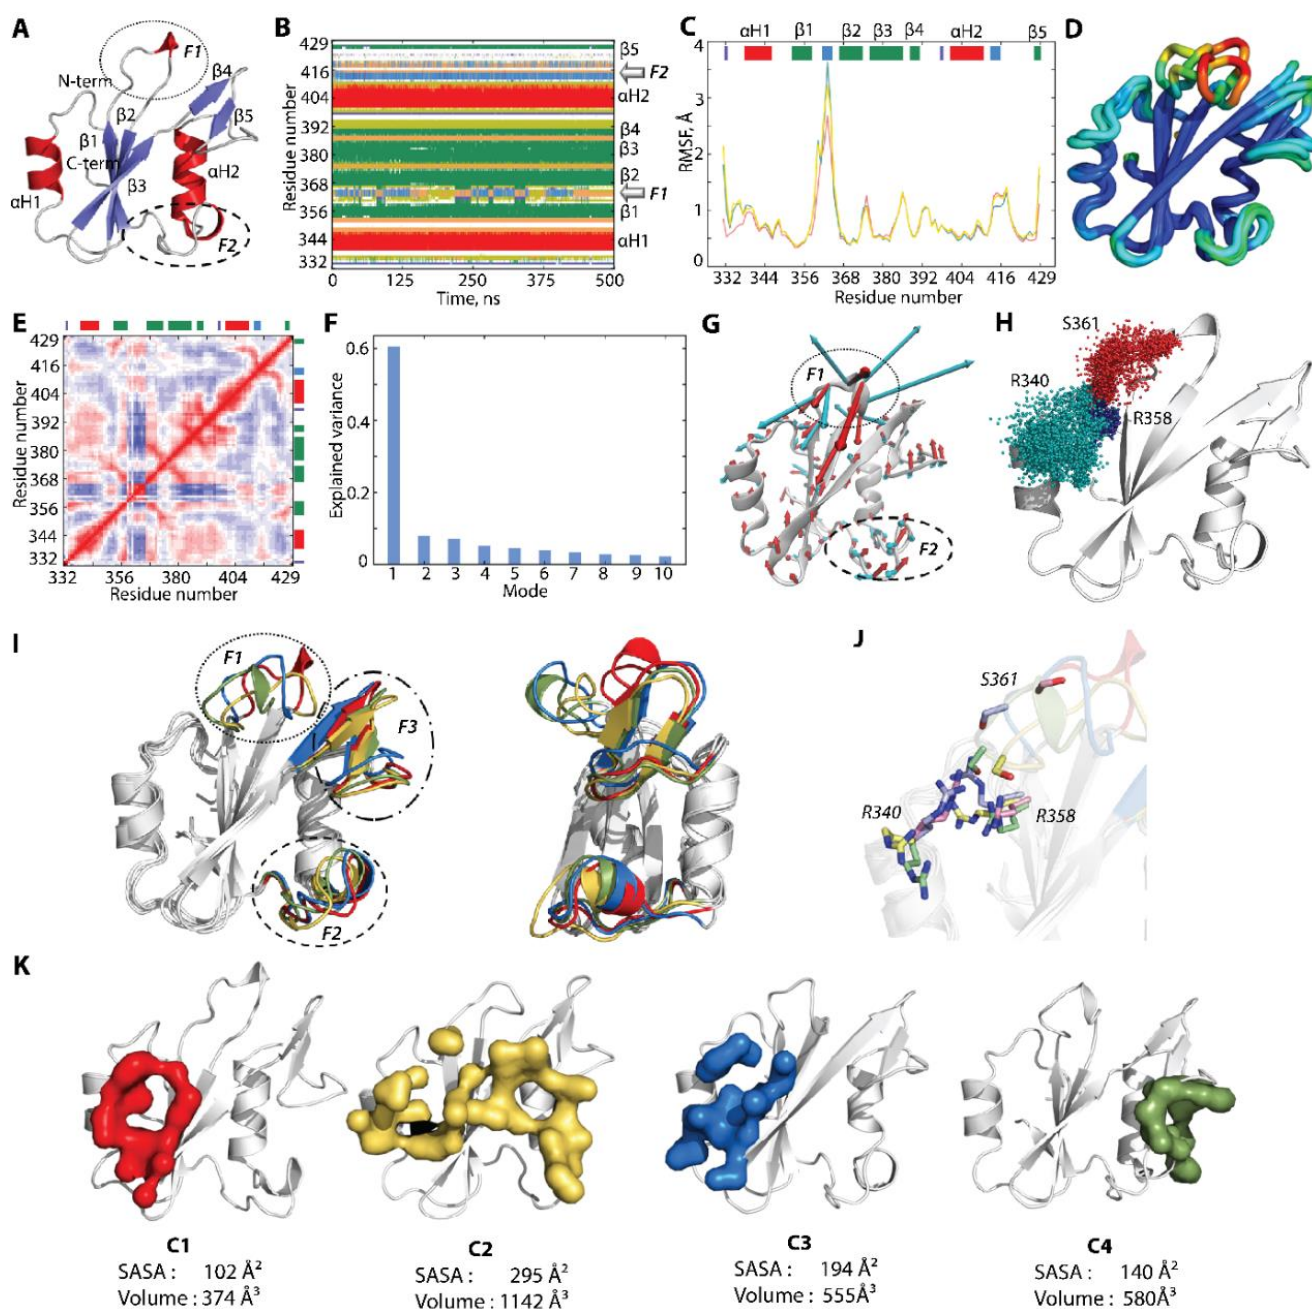 A
F1
N-term
β4
β2
β5
β1
C-term
β3
αH1
αH2
F2
B
Residue number
429
416
404
392
380
368
356
344
332
0
125
250
375
500
Time, ns
β5
F2
αH2
β4
β3
β2
F1
β1
αH1
C
αH1
β1
β2
β3
β4
αH2
β5
RMSF, Å
4
3
2
1
0
332
344
356
368
380
392
404
416
429
Residue number
D
E
Residue number
429
416
404
392
380
368
356
344
332
332
356
380
404
429
Residue number
F
Explained variance
0.6
0.4
0.2
0
1
2
3
4
5
6
7
8
9
10
Mode
G
F1
F2
H
S361
R340
R358
I
F1
F3
F2
J
S361
R340
R358
K
C1
SASA : 102 Å²
Volume : 374 Å³
C2
SASA : 295 Å²
Volume : 1142 Å³
C3
SASA : 194 Å²
Volume : 555Å³
C4
SASA : 140 Å²
Volume : 580Å³